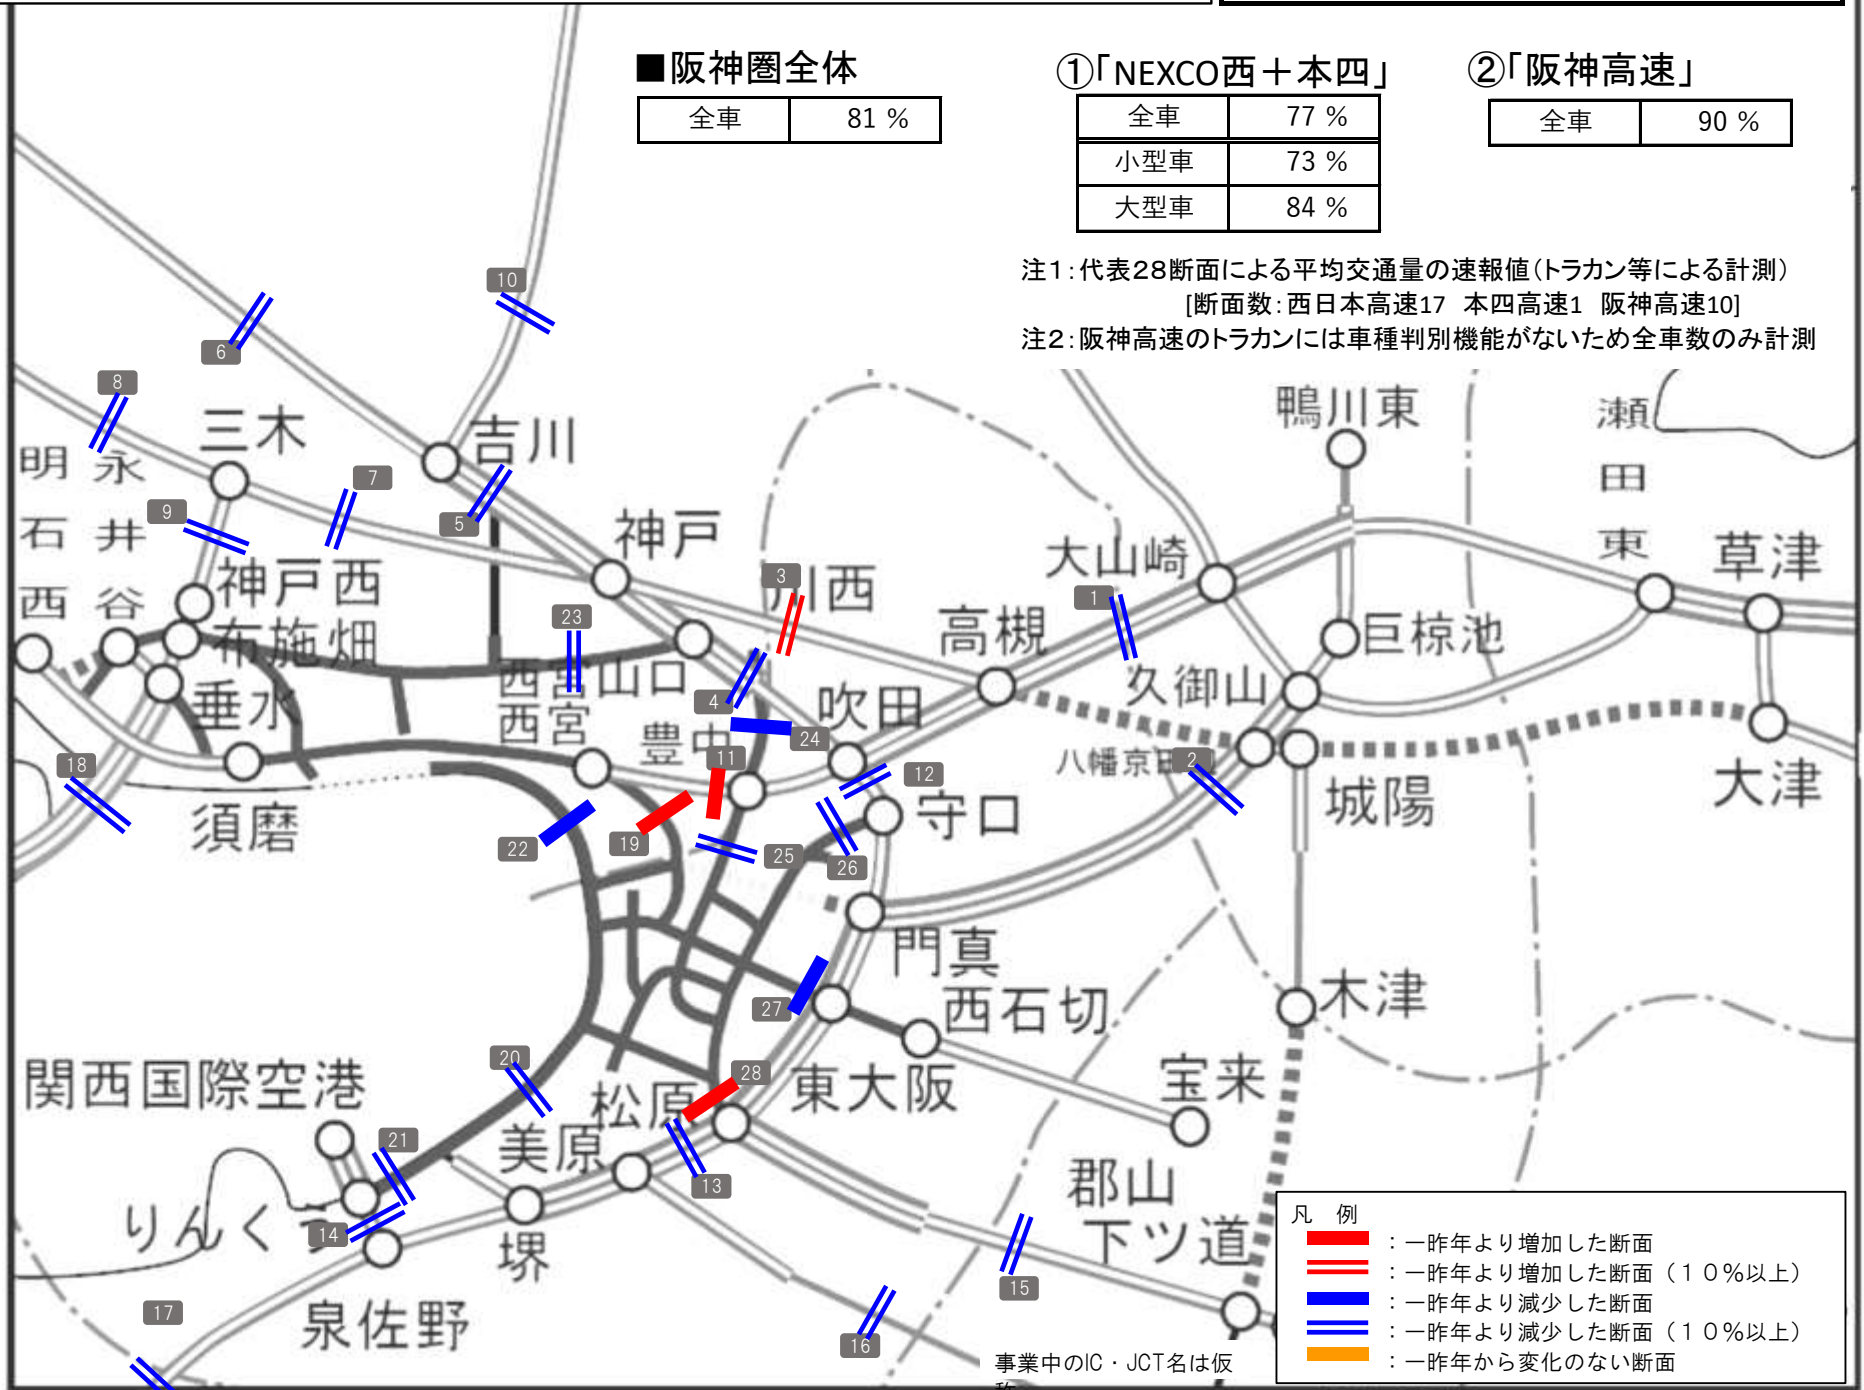 ■阪神圏全体
全車 81 %
①「NEXCO西＋本四」
全車 77 %
小型車 73 %
大型車 84 %
②「阪神高速」
全車 90 %
注1：代表28断面による平均交通量の速報値（トラカン等による計測）
[断面数：西日本高速17 本四高速1 阪神高速10]
注2：阪神高速のトラカンには車種判別機能がないため全車数のみ計測
10
6
8
三木
吉川
鴨川東
瀬田東
明石西
永井谷
7
9
5
神戸
大山崎
草津
神戸西
3
川西
1
高槻
23
布施畑
巨椋池
西宮山口
久御山
垂水
4
吹田
西宮
豊中
24
11
12
八幡京田
2
18
大津
城陽
須磨
守口
22
19
25
26
門真
27
西石切
木津
20
関西国際空港
松原
28
東大阪
宝来
21
美原
13
郡山
りんくう
14
下ツ道
堺
15
17
泉佐野
16
事業中のIC・JCT名は仮
称
凡 例
：一昨年より増加した断面
：一昨年より増加した断面（１０％以上）
：一昨年より減少した断面
：一昨年より減少した断面（１０％以上）
：一昨年から変化のない断面